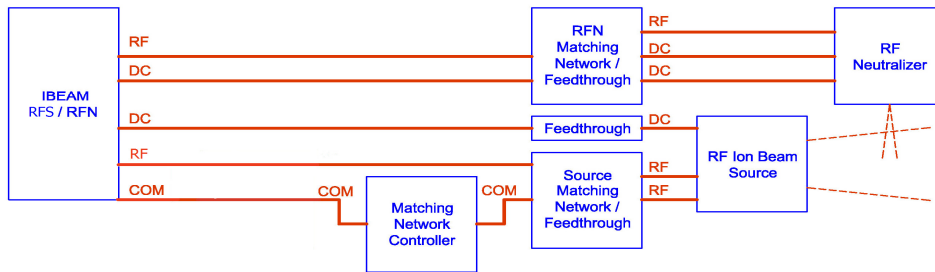 IBEAM
RFS / RFN
RF
DC
DC
RF
COM
COM
Matching
Network
Controller
COM
RFN
Matching
Network /
Feedthrough
Feedthrough
Source
Matching
Network /
Feedthrough
RF
DC
DC
DC
RF
RF
RF Ion Beam
Source
RF
Neutralizer